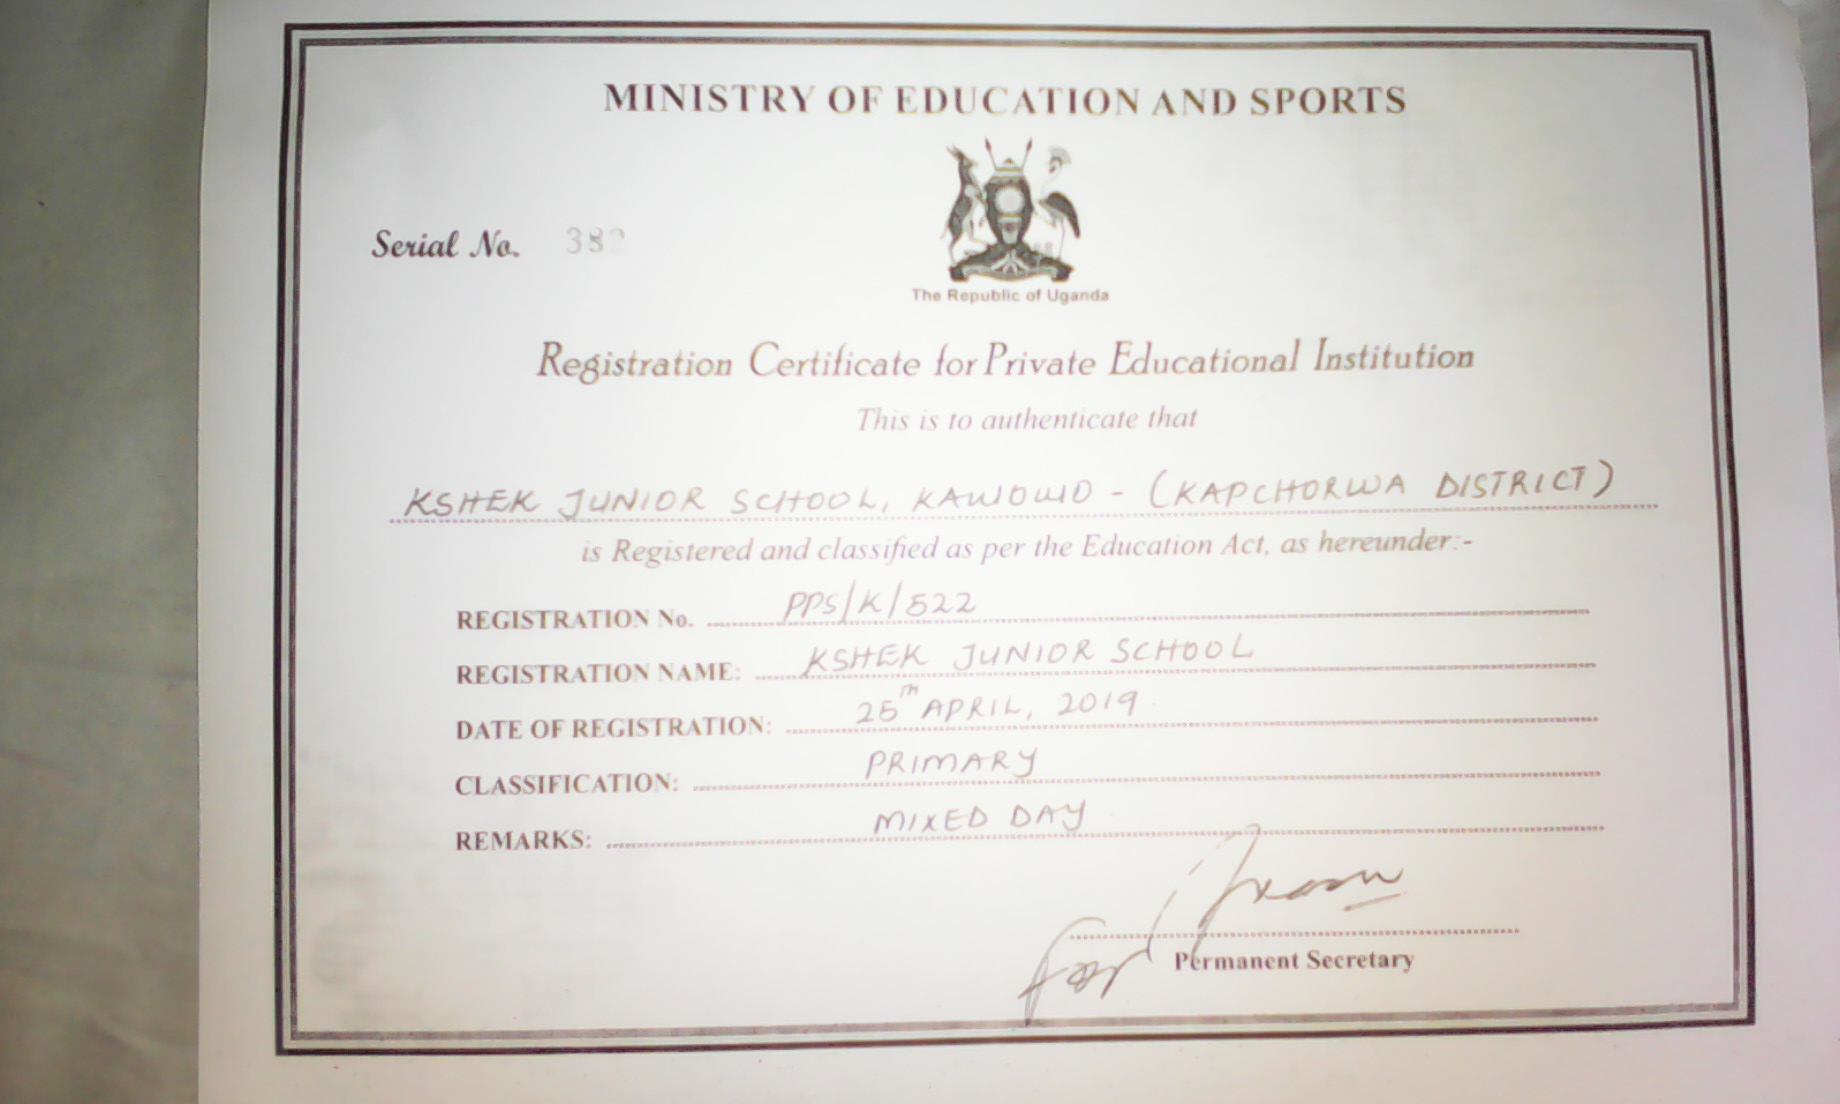 MINISTRY OF EDUCATION AND SPORTS
Serial No. 382
The Republic of Uganda
Registration Certificate for Private Educational Institution
This is to authenticate that
KSHEK JUNIOR SCHOOL, KAWOWO - (KAPCHORWA DISTRICT)
is Registered and classified as per the Education Act, as hereunder:-
REGISTRATION No. PPS/K/522
REGISTRATION NAME: KSHEK JUNIOR SCHOOL
DATE OF REGISTRATION: 25TH APRIL, 2019
CLASSIFICATION: PRIMARY
REMARKS: MIXED DAY
For
Permanent Secretary